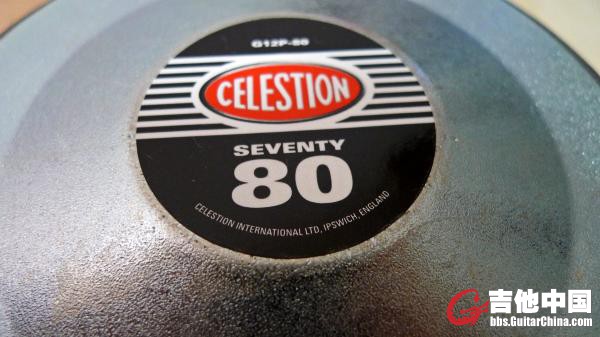 G12P-80
CELESTION
SEVENTY
80
CELESTION INTERNATIONAL LTD, IPSWICH, ENGLAND
吉他中国
bbs.GuitarChina.com